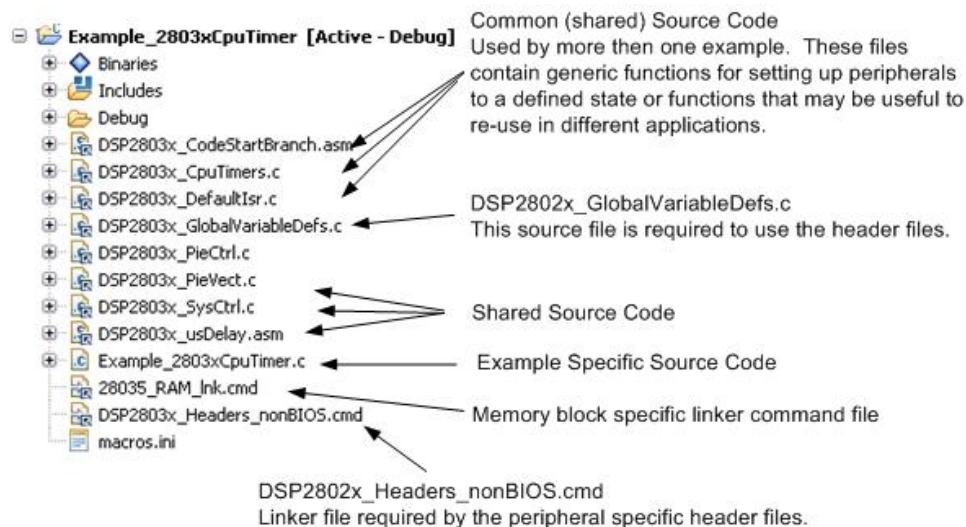 Example_2803xCpuTimer [Active - Debug]
Binaries
Includes
Debug
DSP2803x_CodeStartBranch.asm
DSP2803x_CpuTimers.c
DSP2803x_DefaultIsr.c
DSP2803x_GlobalVariableDefs.c
DSP2803x_PieCtrl.c
DSP2803x_PieVect.c
DSP2803x_SysCtrl.c
DSP2803x_usDelay.asm
Example_2803xCpuTimer.c
28035_RAM_lnk.cmd
DSP2803x_Headers_nonBIOS.cmd
macros.ini
Common (shared) Source Code
Used by more then one example. These files
contain generic functions for setting up peripherals
to a defined state or functions that may be useful to
re-use in different applications.
DSP2802x_GlobalVariableDefs.c
This source file is required to use the header files.
Shared Source Code
Example Specific Source Code
Memory block specific linker command file
DSP2802x_Headers_nonBIOS.cmd
Linker file required by the peripheral specific header files.